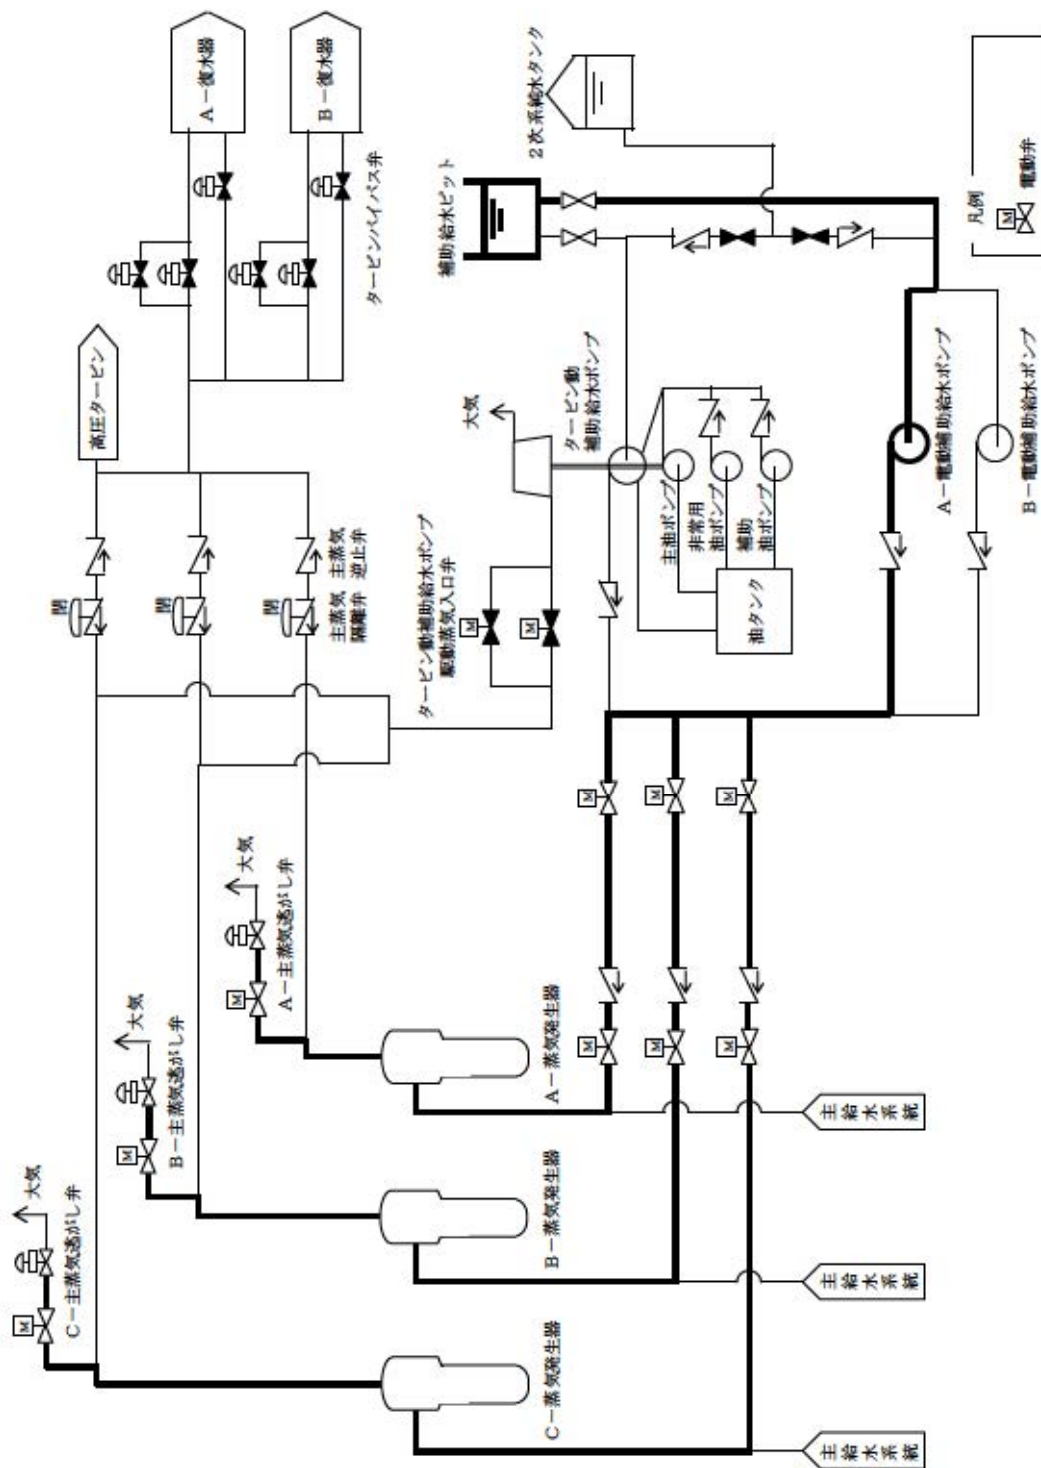 A－復水器
B－復水器
タービンバイパス弁
高圧タービン
2次系純水タンク
補助給水ピット
凡例
M
電動弁
大気
タービン動
補助給水ポンプ
主油ポンプ
非常用
油ポンプ
補助
油ポンプ
油タンク
A－電動補助給水ポンプ
B－電動補助給水ポンプ
閉
閉
閉
主蒸気
逆止弁
主蒸気
隔離弁
タービン動補助給水ポンプ
駆動蒸気入口弁
M
M
M
M
M
大気
M
A－主蒸気逃がし弁
大気
M
B－主蒸気逃がし弁
大気
M
C－主蒸気逃がし弁
A－蒸気発生器
B－蒸気発生器
C－蒸気発生器
M
M
M
主給水系統
主給水系統
主給水系統